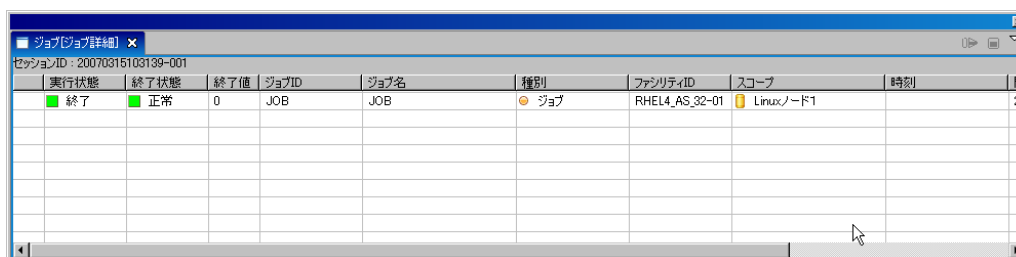 ジョブ[ジョブ詳細]
セッションID : 20070315103139-001
実行状態 終了状態 終了値 ジョブID ジョブ名 種別 ファシリティID スコープ 時刻
終了 正常 0 JOB JOB ジョブ RHEL4_AS_32-01 Linuxノード1